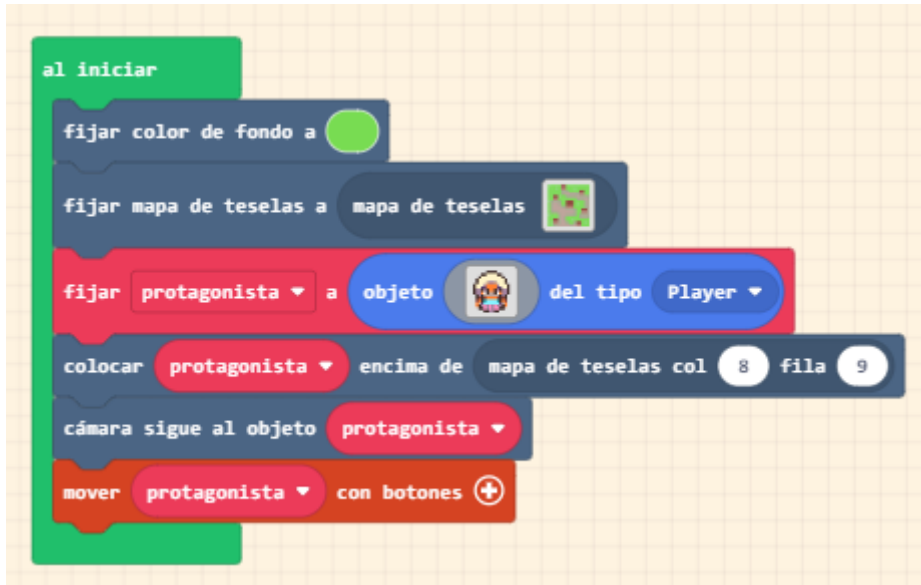 al iniciar
fijar color de fondo a
fijar mapa de teselas a mapa de teselas
fijar protagonista a objeto del tipo Player
colocar protagonista encima de mapa de teselas col 8 fila 9
cámara sigue al objeto protagonista
mover protagonista con botones